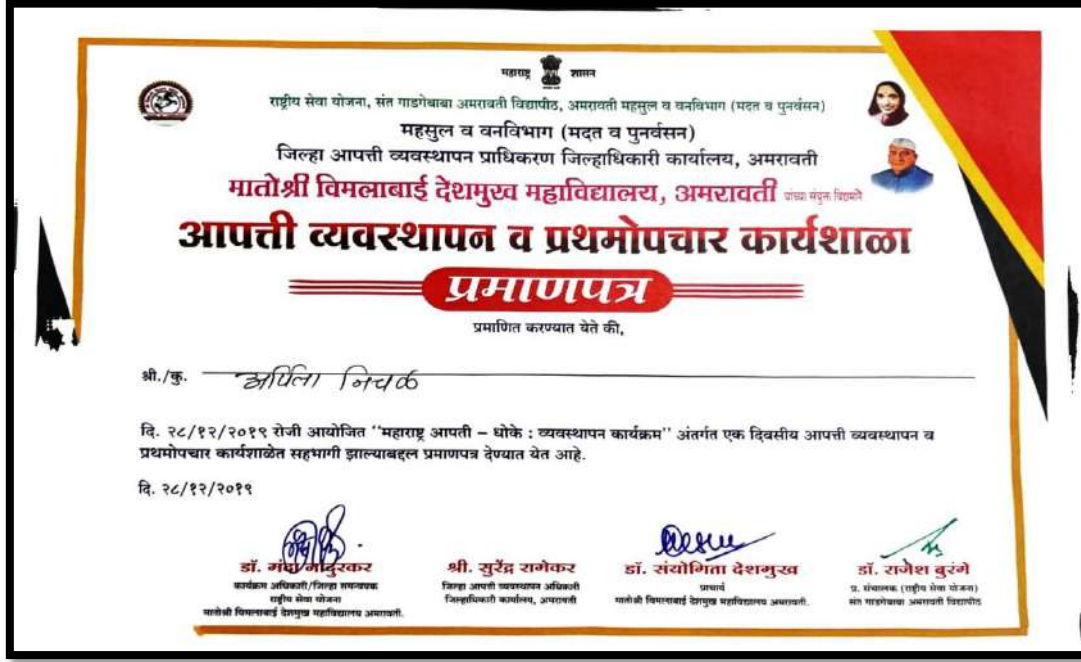 महाराष्ट्र शासन
राष्ट्रीय सेवा योजना, संत गाडगेबाबा अमरावती विद्यापीठ, अमरावती महसुल व वनविभाग (मदत व पुनर्वसन)
महसुल व वनविभाग (मदत व पुनर्वसन)
जिल्हा आपत्ती व्यवस्थापन प्राधिकरण जिल्हाधिकारी कार्यालय, अमरावती
मातोश्री विमलाबाई देशमुख महाविद्यालय, अमरावती यांच्या संयुक्त विद्यमाने
आपत्ती व्यवस्थापन व प्रथमोपचार कार्यशाळा
प्रमाणपत्र
प्रमाणित करण्यात येते की,
श्री./कु. अर्पिता निचळ
दि. २८/१२/२०१९ रोजी आयोजित "महाराष्ट्र आपती – धोके : व्यवस्थापन कार्यक्रम" अंतर्गत एक दिवसीय आपत्ती व्यवस्थापन व
प्रथमोपचार कार्यशाळेत सहभागी झाल्याबद्दल प्रमाणपत्र देण्यात येत आहे.
दि. २८/१२/२०१९
डॉ. मंदा नांदुरकर
कार्यक्रम अधिकारी/जिल्हा समन्वयक
राष्ट्रीय सेवा योजना
मातोश्री विमलाबाई देशमुख महाविद्यालय अमरावती.
श्री. सुरेंद्र रामेकर
जिल्हा आपत्ती व्यवस्थापन अधिकारी
जिल्हाधिकारी कार्यालय, अमरावती
डॉ. संयोगिता देशमुख
प्राचार्य
मातोश्री विमलाबाई देशमुख महाविद्यालय अमरावती.
डॉ. राजेश बुरंगे
प्र. संचालक (राष्ट्रीय सेवा योजना)
संत गाडगेबाबा अमरावती विद्यापीठ